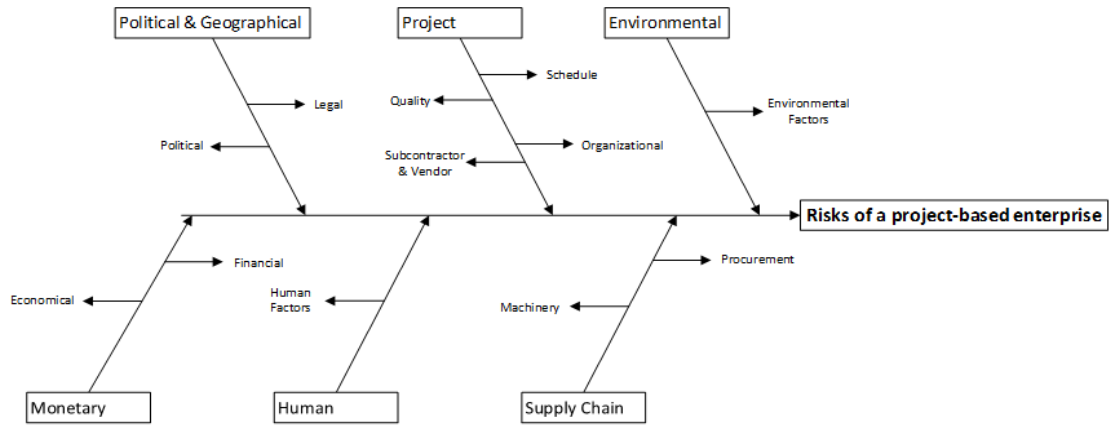 Political & Geographical
Project
Environmental
Schedule
Quality
Legal
Environmental
Factors
Political
Organizational
Subcontractor
& Vendor
Risks of a project-based enterprise
Financial
Procurement
Economical
Human
Factors
Machinery
Monetary
Human
Supply Chain